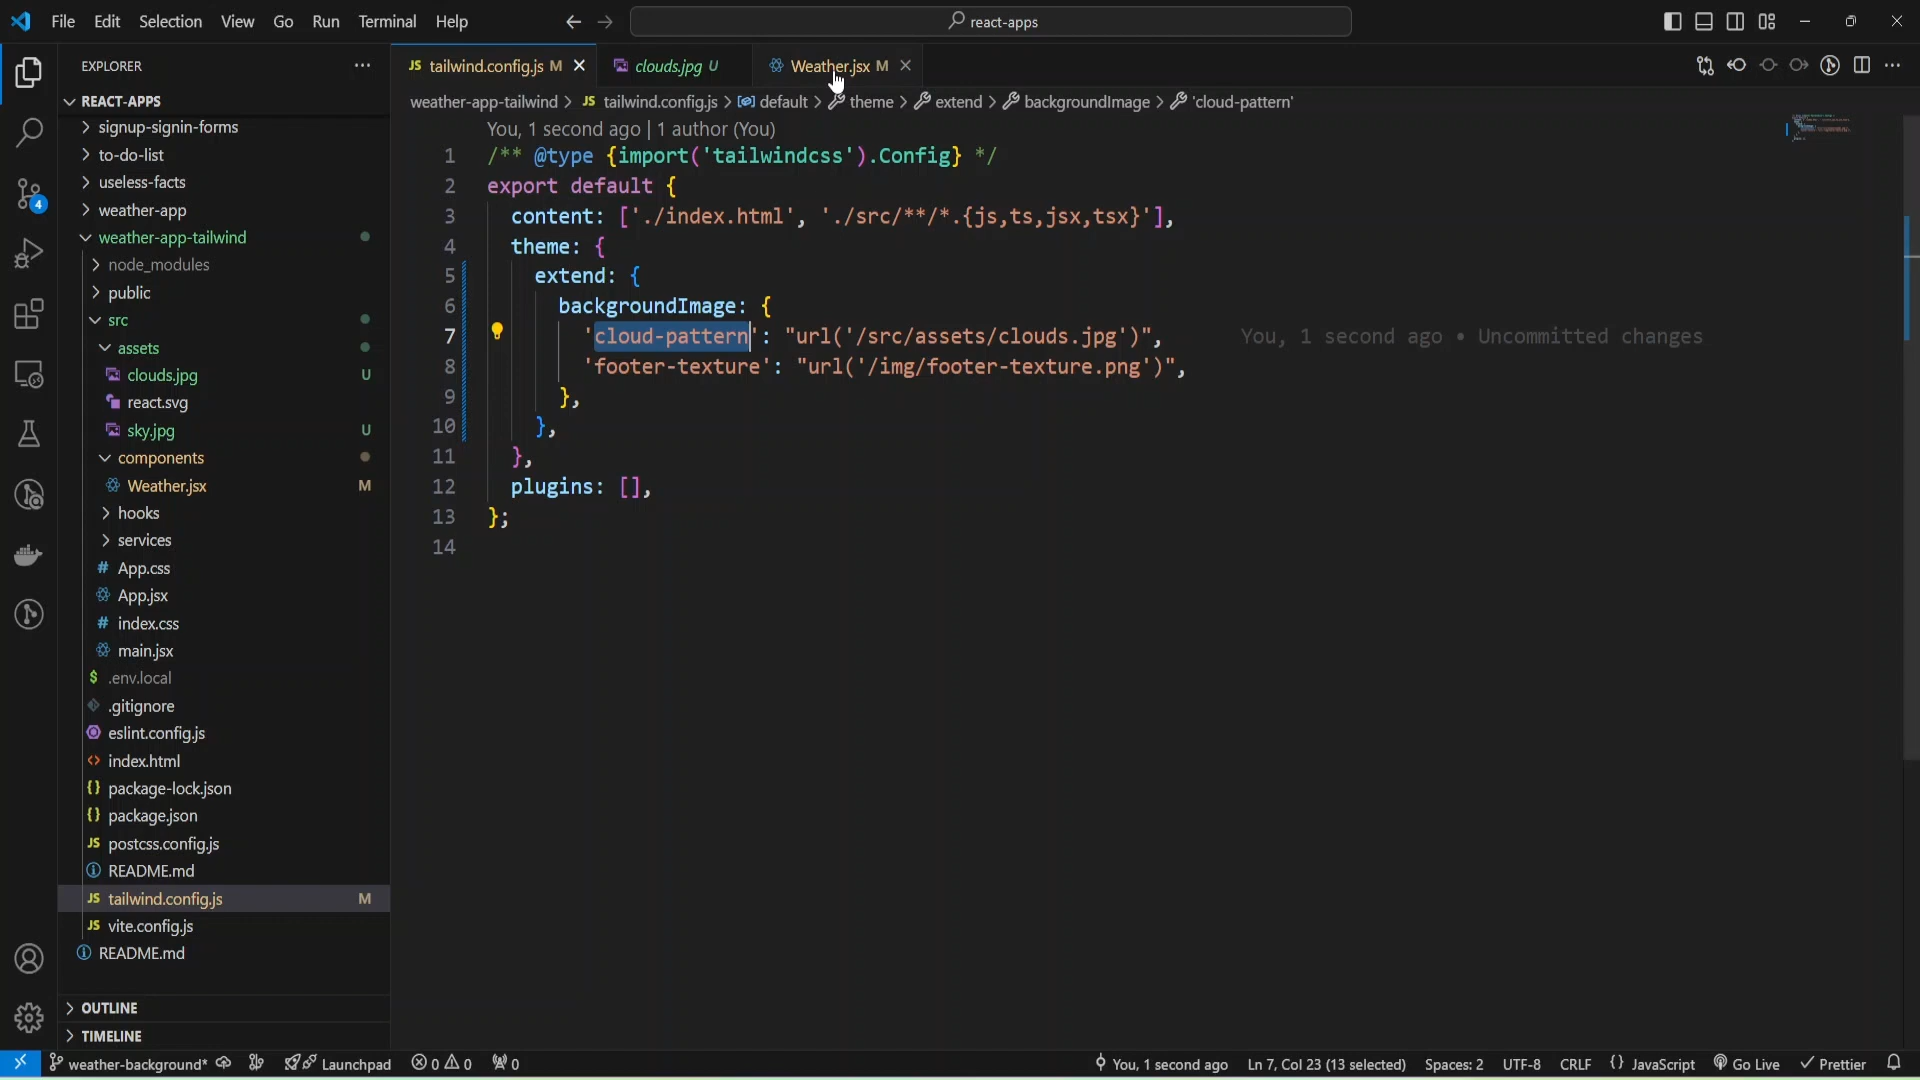 File Edit Selection View Go Run Terminal Help
react-apps
EXPLORER
REACT-APPS
signup-signin-forms
to-do-list
useless-facts
weather-app
weather-app-tailwind
node_modules
public
src
assets
clouds.jpg U
react.svg
sky.jpg U
components
Weather.jsx M
hooks
services
App.css
App.jsx
index.css
main.jsx
.env.local
.gitignore
eslint.config.js
index.html
package-lock.json
package.json
postcss.config.js
README.md
tailwind.config.js M
vite.config.js
README.md
OUTLINE
TIMELINE
4
JS tailwind.config.js M
clouds.jpg U
Weather.jsx M
weather-app-tailwind > JS tailwind.config.js > default > theme > extend > backgroundImage > 'cloud-pattern'
You, 1 second ago | 1 author (You)
1 /** @type {import('tailwindcss').Config} */
2 export default {
3 content: ['./index.html', './src/**/*.{js,ts,jsx,tsx}'],
4 theme: {
5 extend: {
6 backgroundImage: {
7 'cloud-pattern': "url('/src/assets/clouds.jpg')", You, 1 second ago • Uncommitted changes
8 'footer-texture': "url('/img/footer-texture.png')",
9 },
10 },
11 },
12 plugins: [],
13 };
14
weather-background* Launchpad 0 0 0 You, 1 second ago Ln 7, Col 23 (13 selected) Spaces: 2 UTF-8 CRLF {} JavaScript Go Live Prettier